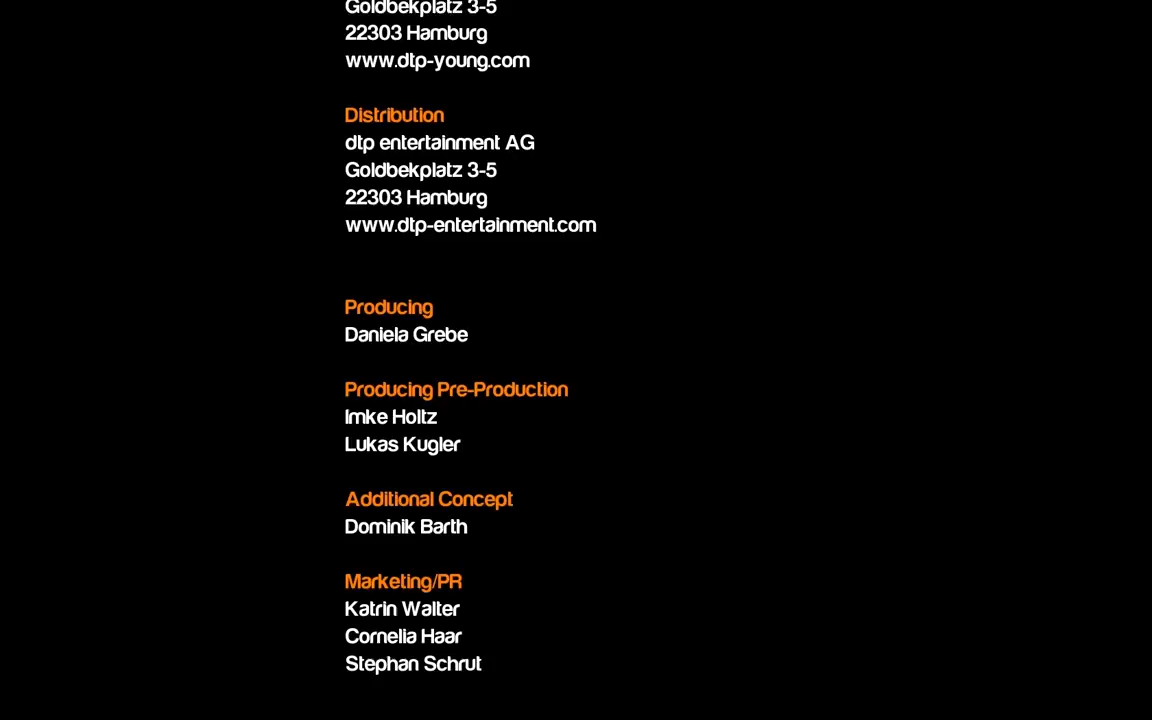 Goldbekplatz 3-5
22303 Hamburg
www.dtp-young.com
Distribution
dtp entertainment AG
Goldbekplatz 3-5
22303 Hamburg
www.dtp-entertainment.com
Producing
Daniela Grebe
Producing Pre-Production
Imke Holtz
Lukas Kugler
Additional Concept
Dominik Barth
Marketing/PR
Katrin Walter
Cornelia Haar
Stephan Schrut